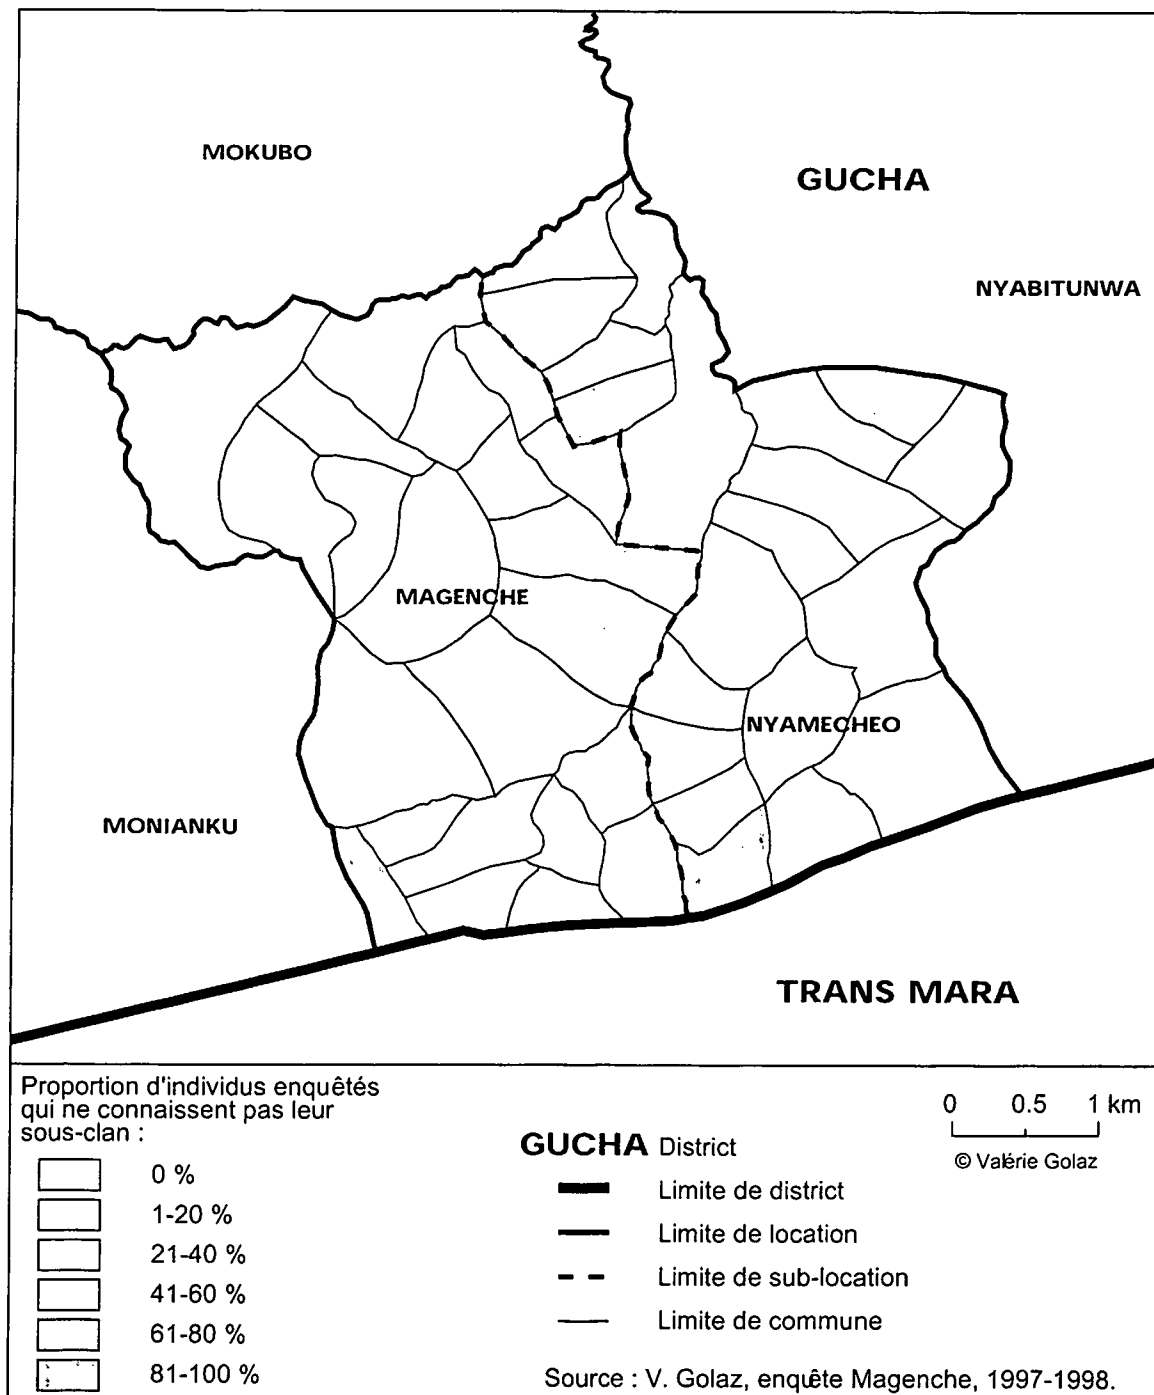 MOKUBO
GUCHA
NYABITUNWA
MAGENCHE
NYAMECHEO
MONIANKU
TRANS MARA
Proportion d'individus enquêtés
qui ne connaissent pas leur
sous-clan :
0 %
1-20 %
21-40 %
41-60 %
61-80 %
81-100 %
GUCHA District
Limite de district
Limite de location
Limite de sub-location
Limite de commune
0 0.5 1 km
© Valérie Golaz
Source : V. Golaz, enquête Magenche, 1997-1998.